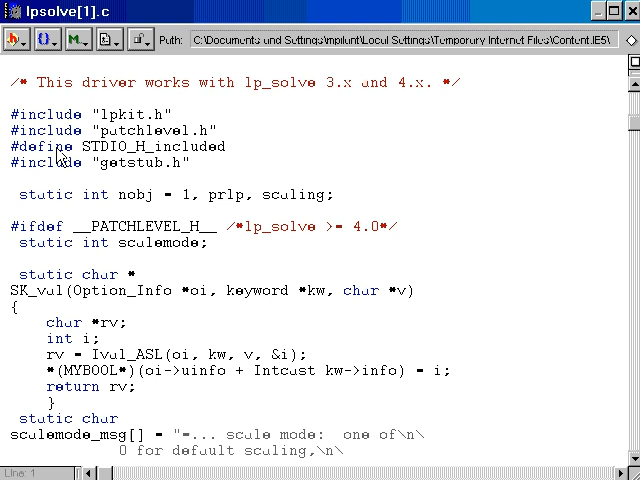 lpsolve[1].c
Path: C:\Documents und Settings\mpilunt\Local Settings\Temporary Internet Files\Content.IE5\
/* This driver works with lp_solve 3.x and 4.x. */
#include "lpkit.h"
#include "patchlevel.h"
#define STDIO_H_included
#include "getstub.h"
static int nobj = 1, prlp, scaling;
#ifdef __PATCHLEVEL_H__ /*lp_solve >= 4.0*/
static int scalemode;
static char *
SK_val(Option_Info *oi, keyword *kw, char *v)
{
char *rv;
int i;
rv = Ival_ASL(oi, kw, v, &i);
*(MYBOOL*)(oi->uinfo + Intcast kw->info) = i;
return rv;
}
static char
scalemode_msg[] = "=... scale mode: one of\n\
0 for default scaling,\n\
Line: 1